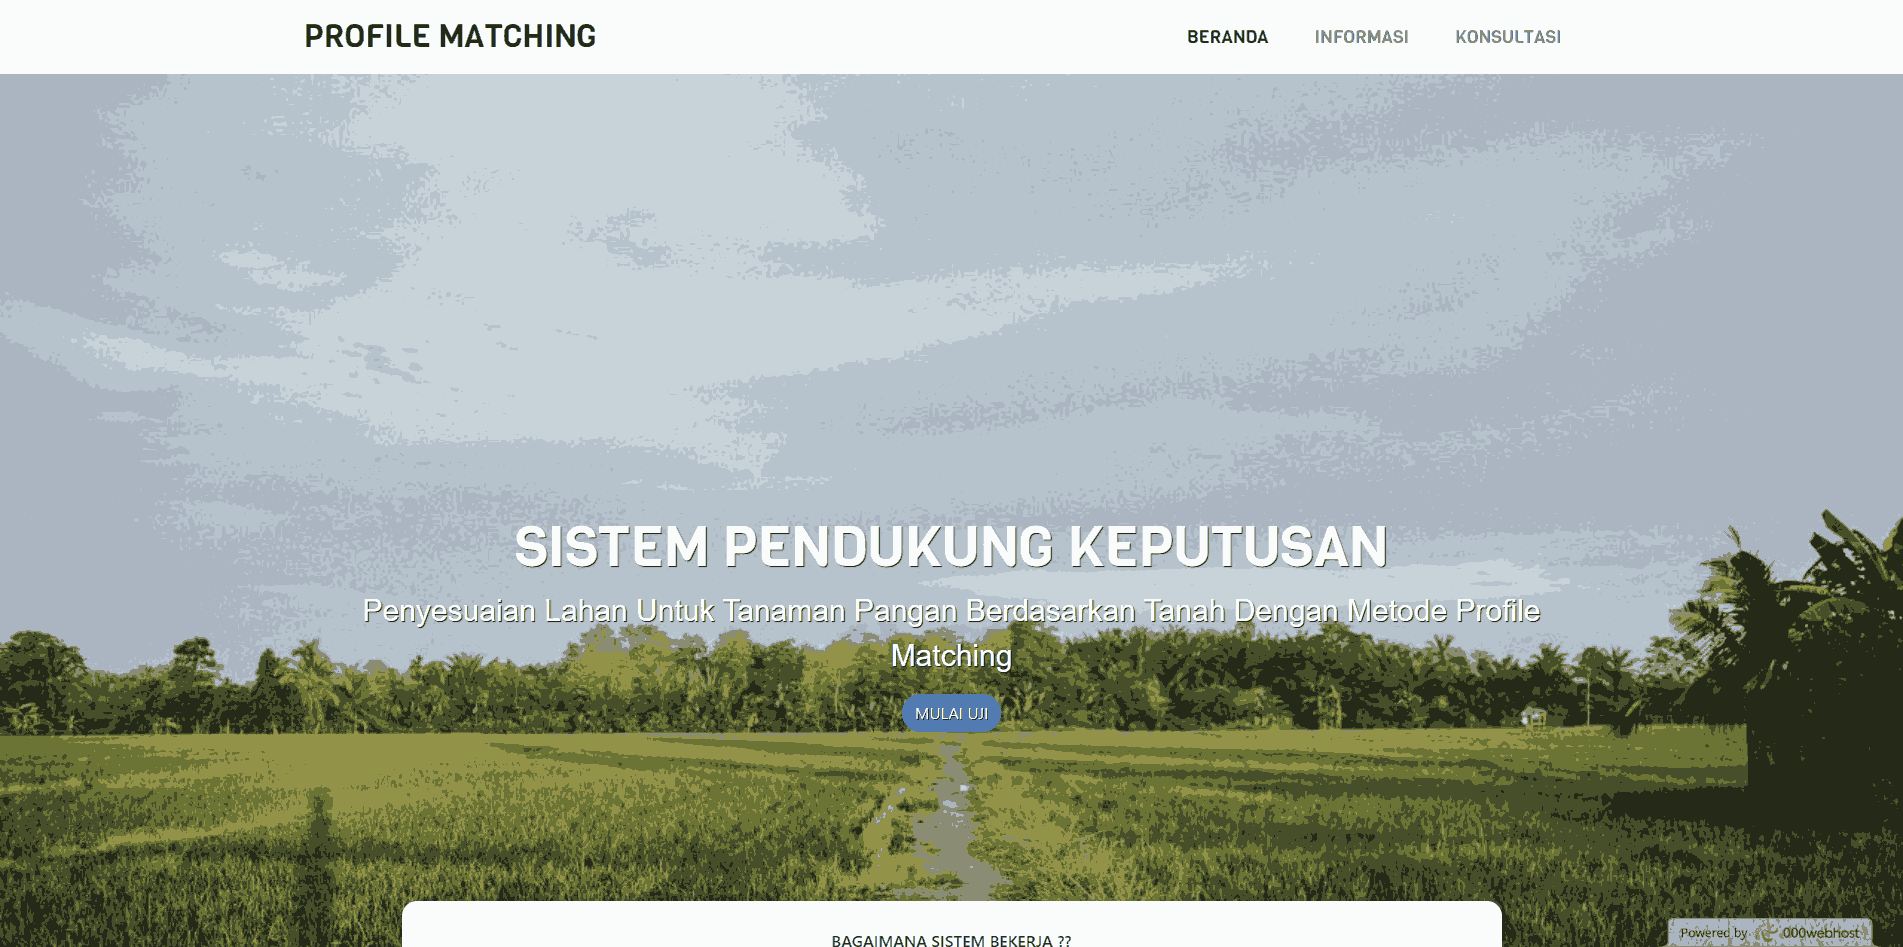 PROFILE MATCHING
BERANDA INFORMASI KONSULTASI
SISTEM PENDUKUNG KEPUTUSAN
Penyesuaian Lahan Untuk Tanaman Pangan Berdasarkan Tanah Dengan Metode Profile
Matching
MULAI UJI
BAGAIMANA SISTEM BEKERJA ??
Powered by 000webhost